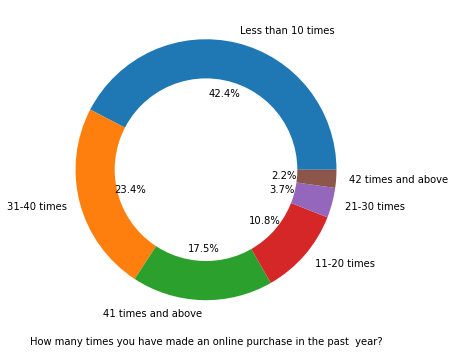 Less than 10 times
42.4%
31-40 times
23.4%
2.2%
42 times and above
3.7%
21-30 times
10.8%
17.5%
11-20 times
41 times and above
How many times you have made an online purchase in the past  year?